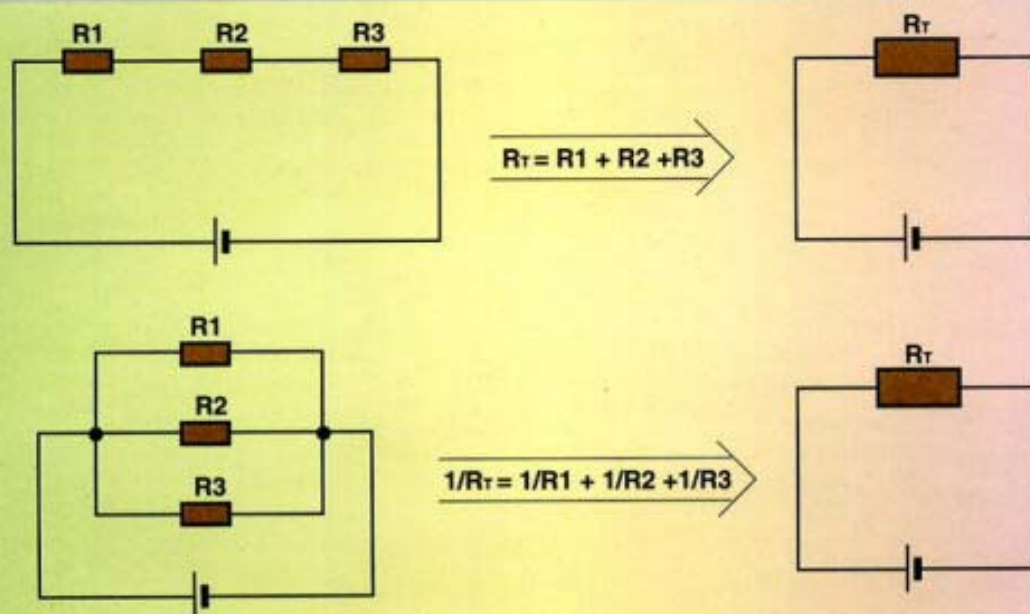 R1 R2 R3
RT
RT = R1 + R2 +R3
R1
R2
R3
RT
1/RT = 1/R1 + 1/R2 +1/R3